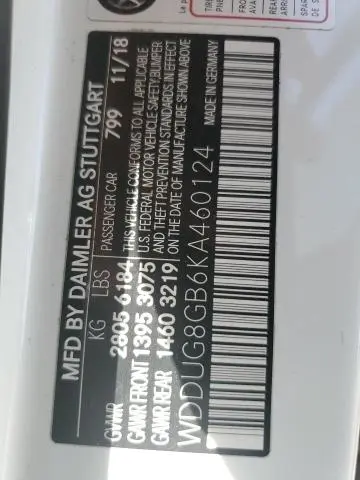 MFD BY DAIMLER AG STUTTGART
KG LBS PASSENGER CAR 799 11/18
GVWR 2805 6184 THIS VEHICLE CONFORMS TO ALL APPLICABLE
GAWR FRONT 1395 3075 U.S. FEDERAL MOTOR VEHICLE SAFETY, BUMPER
AND THEFT PREVENTION STANDARDS IN EFFECT
GAWR REAR 1460 3219 ON THE DATE OF MANUFACTURE SHOWN ABOVE
WDDUG8GB6KA460124 MADE IN GERMANY